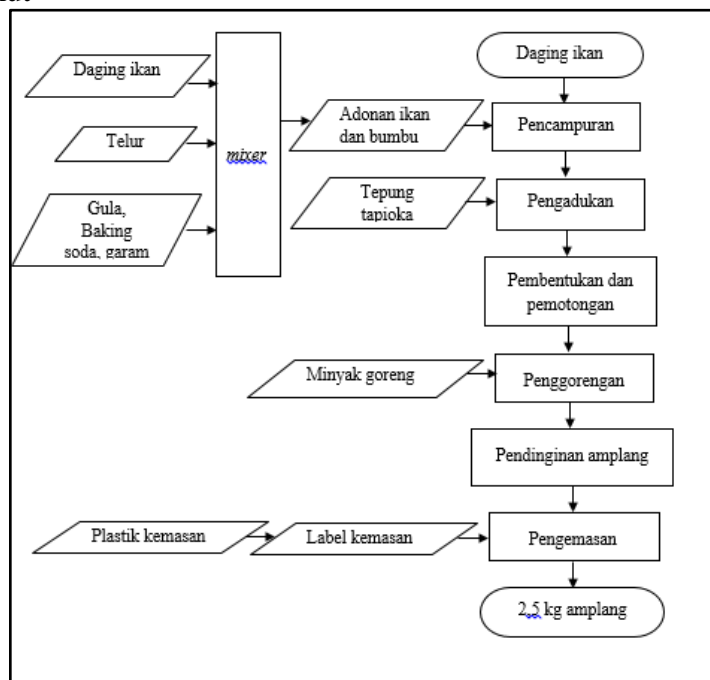 Daging ikan
Telur
Gula,
Baking
soda, garam
mixer
Adonan ikan
dan bumbu
Tepung
tapioka
Minyak goreng
Plastik kemasan
Label kemasan
Daging ikan
Pencampuran
Pengadukan
Pembentukan dan
pemotongan
Penggorengan
Pendinginan amplang
Pengemasan
2,5 kg amplang